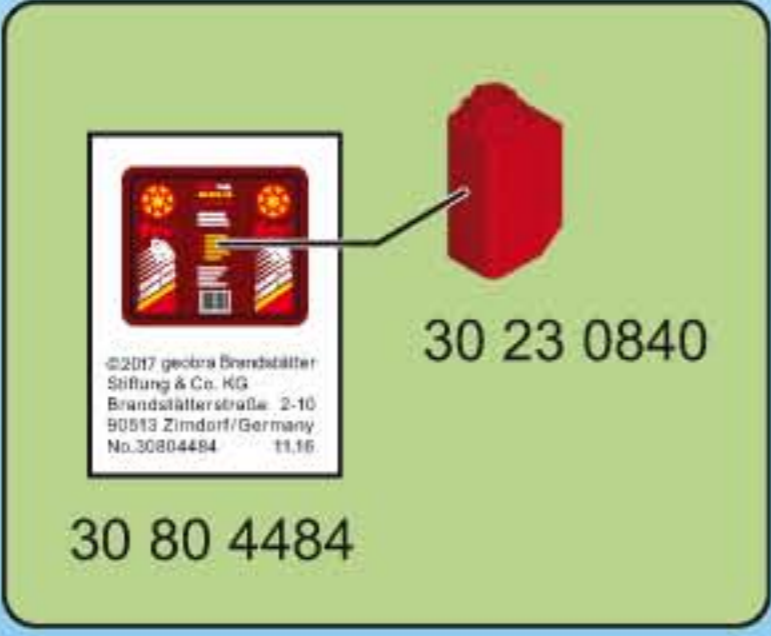 ©2017 geobra Brandstätter
Stiftung & Co. KG
Brandstätterstraße 2-10
90513 Zirndorf/Germany
No.30804484 11.16
30 23 0840
30 80 4484